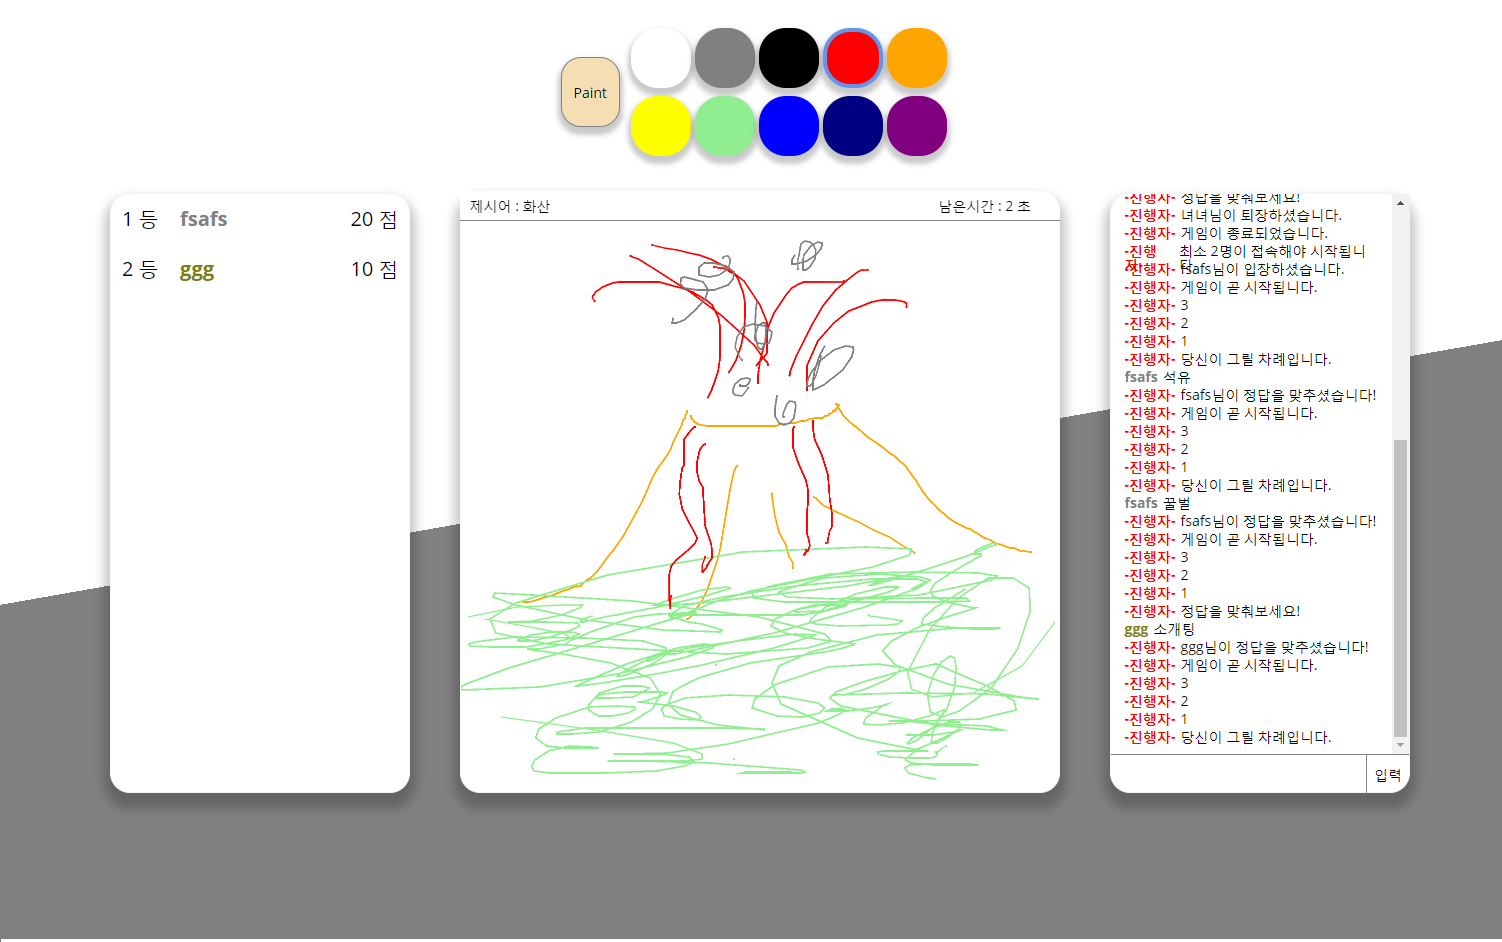 Paint
1 등 fsafs 20 점
2 등 ggg 10 점
제시어 : 화산 남은시간 : 2 초
-진행자- 정답을 맞춰보세요!
-진행자- 녀녀님이 퇴장하셨습니다.
-진행자- 게임이 종료되었습니다.
-진행 최소 2명이 접속해야 시작됩니
자- 다.
-진행자- fsafs님이 입장하셨습니다.
-진행자- 게임이 곧 시작됩니다.
-진행자- 3
-진행자- 2
-진행자- 1
-진행자- 당신이 그릴 차례입니다.
fsafs 석유
-진행자- fsafs님이 정답을 맞추셨습니다!
-진행자- 게임이 곧 시작됩니다.
-진행자- 3
-진행자- 2
-진행자- 1
-진행자- 당신이 그릴 차례입니다.
fsafs 꿀벌
-진행자- fsafs님이 정답을 맞추셨습니다!
-진행자- 게임이 곧 시작됩니다.
-진행자- 3
-진행자- 2
-진행자- 1
-진행자- 정답을 맞춰보세요!
ggg 소개팅
-진행자- ggg님이 정답을 맞추셨습니다!
-진행자- 게임이 곧 시작됩니다.
-진행자- 3
-진행자- 2
-진행자- 1
-진행자- 당신이 그릴 차례입니다.
입력